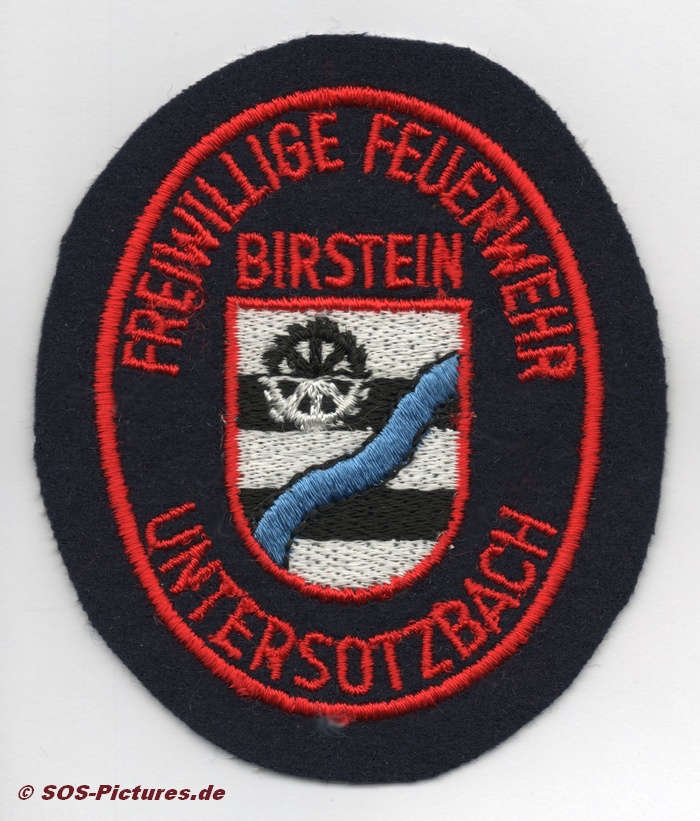 FREIWILLIGE FEUERWEHR
BIRSTEIN
UNTERSOTZBACH
© SOS-Pictures.de